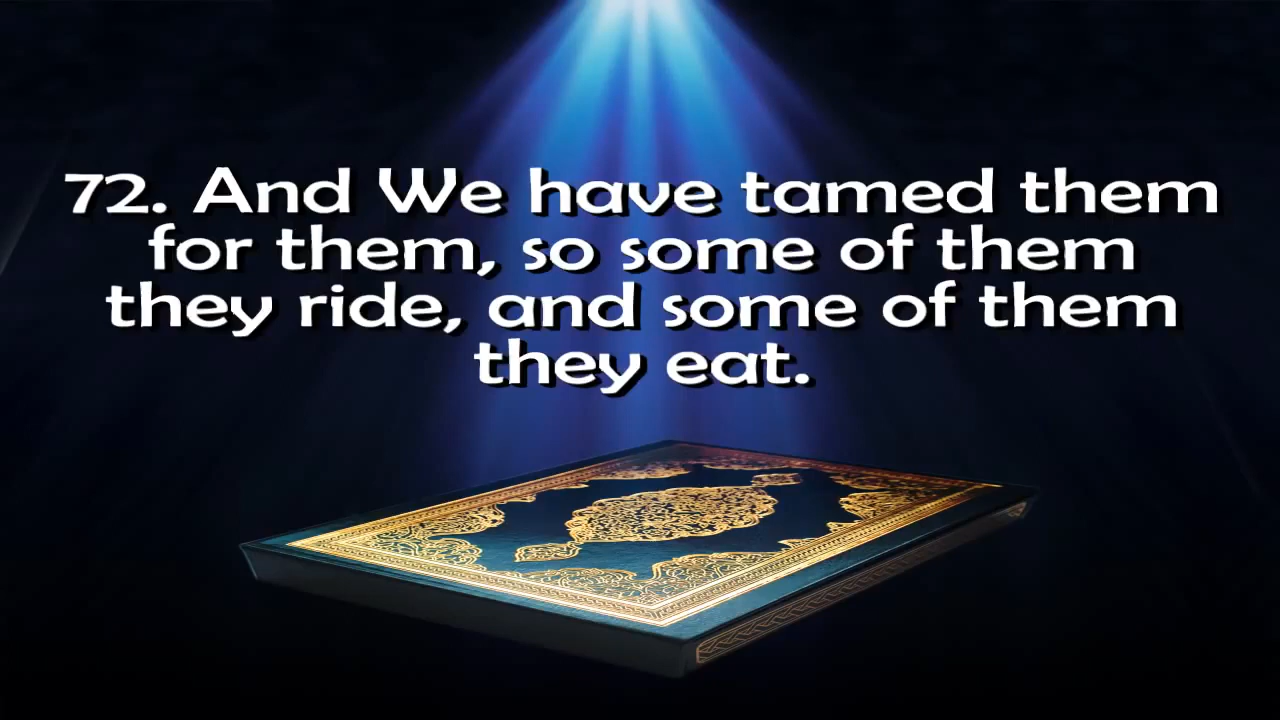 72. And We have tamed them
for them, so some of them
they ride, and some of them
they eat.